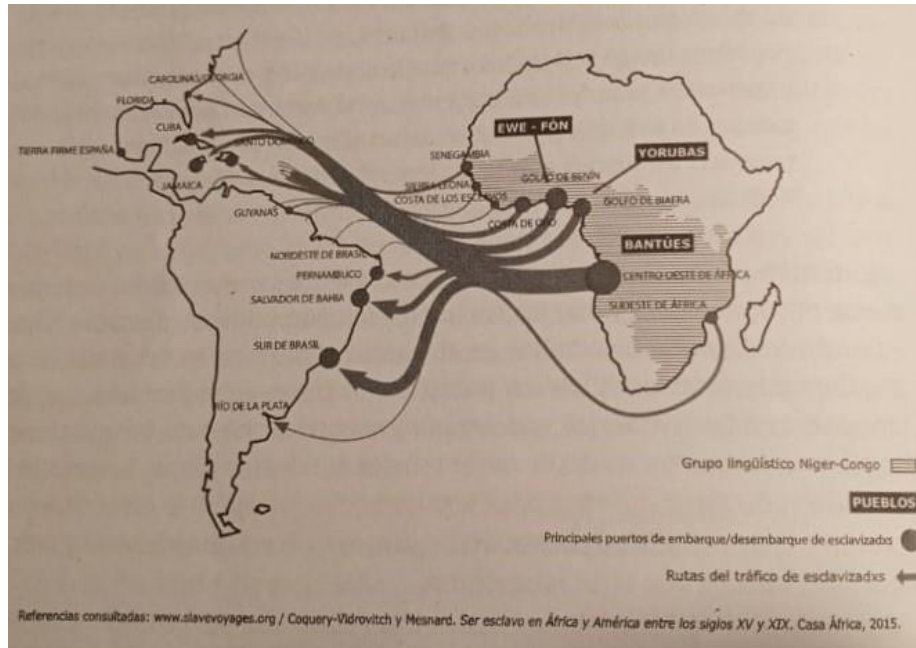 CAROLINAS/GEORGIA
FLORIDA
CUBA
SANTO DOMINGO
TIERRA FIRME ESPAÑA
JAMAICA
GUYANAS
NORDESTE DE BRASIL
PERNAMBUCO
SALVADOR DE BAHIA
SUR DE BRASIL
RÍO DE LA PLATA
EWE - FÓN
YORUBAS
SENEGAMBIA
GOLFO DE BENÍN
SIERRA LEONA
COSTA DE LOS ESCLAVOS
GOLFO DE BIAFRA
COSTA DE ORO
BANTÚES
CENTRO OESTE DE ÁFRICA
SUDESTE DE ÁFRICA
Grupo lingüístico Niger-Congo
PUEBLOS
Principales puertos de embarque/desembarque de esclavizadxs
Rutas del tráfico de esclavizadxs
Referencias consultadas: www.slavevoyages.org / Coquery-Vidrovitch y Mesnard. Ser esclavo en África y América entre los siglos XV y XIX. Casa África, 2015.